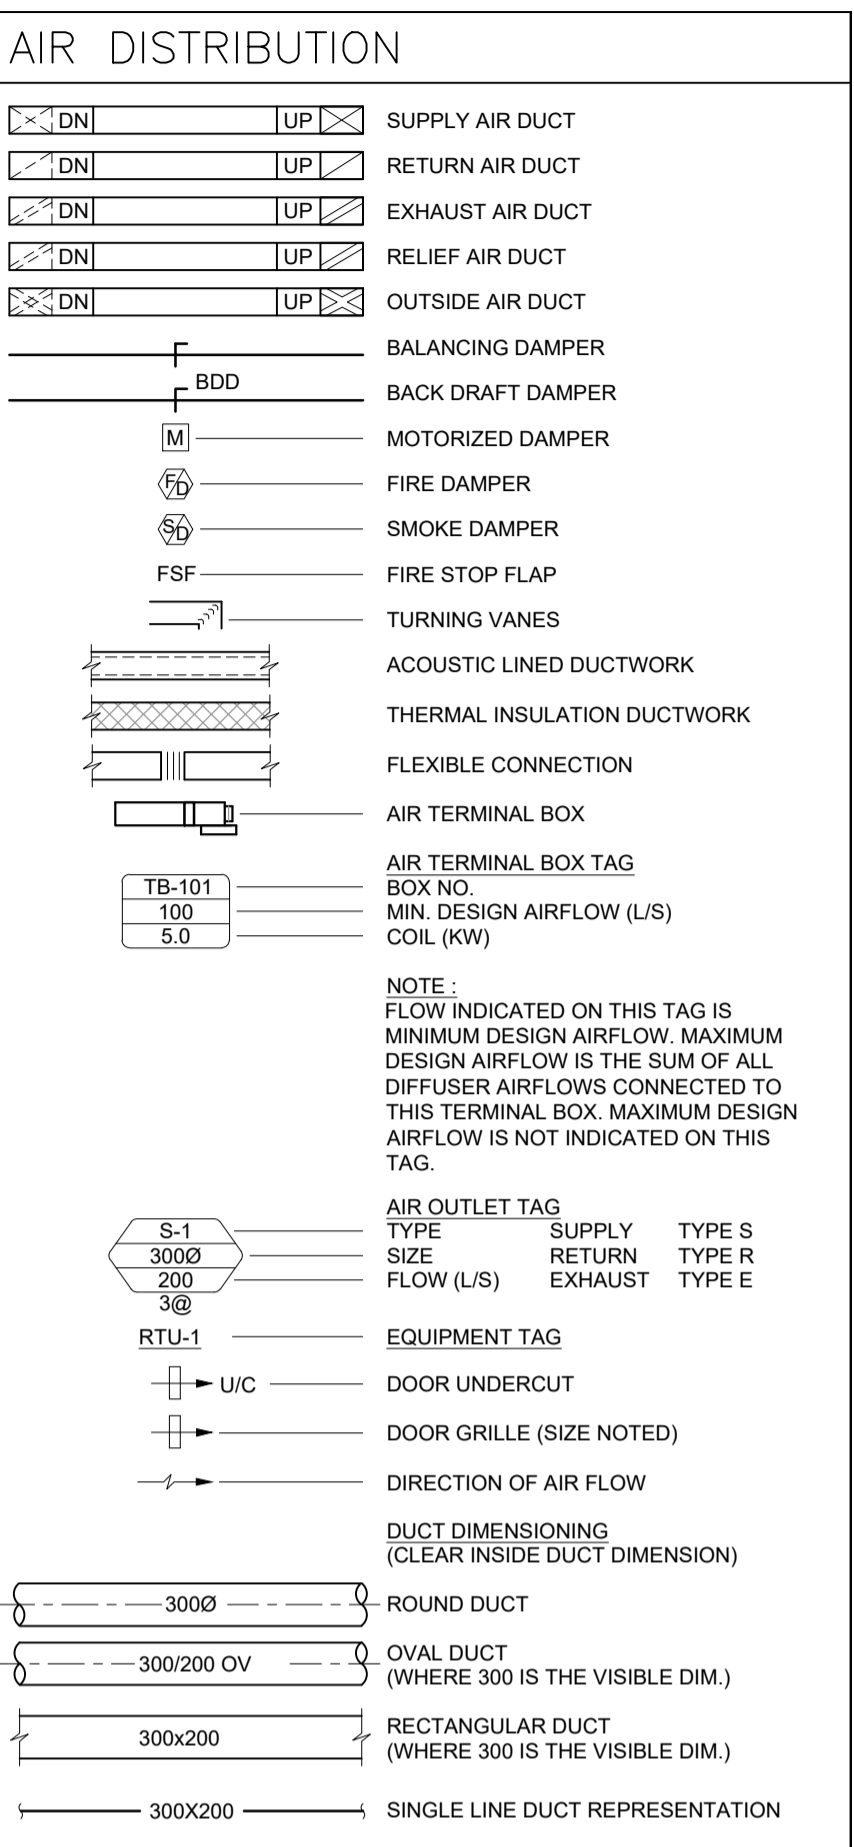 AIR DISTRIBUTION
DN UP SUPPLY AIR DUCT
DN UP RETURN AIR DUCT
DN UP EXHAUST AIR DUCT
DN UP RELIEF AIR DUCT
DN UP OUTSIDE AIR DUCT
BALANCING DAMPER
BDD BACK DRAFT DAMPER
M MOTORIZED DAMPER
F/D FIRE DAMPER
S/D SMOKE DAMPER
FSF FIRE STOP FLAP
TURNING VANES
ACOUSTIC LINED DUCTWORK
THERMAL INSULATION DUCTWORK
FLEXIBLE CONNECTION
AIR TERMINAL BOX
AIR TERMINAL BOX TAG
TB-101 BOX NO.
100 MIN. DESIGN AIRFLOW (L/S)
5.0 COIL (KW)
NOTE :
FLOW INDICATED ON THIS TAG IS
MINIMUM DESIGN AIRFLOW. MAXIMUM
DESIGN AIRFLOW IS THE SUM OF ALL
DIFFUSER AIRFLOWS CONNECTED TO
THIS TERMINAL BOX. MAXIMUM DESIGN
AIRFLOW IS NOT INDICATED ON THIS
TAG.
AIR OUTLET TAG
S-1 TYPE SUPPLY TYPE S
300Ø SIZE RETURN TYPE R
200 FLOW (L/S) EXHAUST TYPE E
3@
RTU-1 EQUIPMENT TAG
U/C DOOR UNDERCUT
DOOR GRILLE (SIZE NOTED)
DIRECTION OF AIR FLOW
DUCT DIMENSIONING
(CLEAR INSIDE DUCT DIMENSION)
300Ø ROUND DUCT
300/200 OV OVAL DUCT
(WHERE 300 IS THE VISIBLE DIM.)
300x200 RECTANGULAR DUCT
(WHERE 300 IS THE VISIBLE DIM.)
300X200 SINGLE LINE DUCT REPRESENTATION